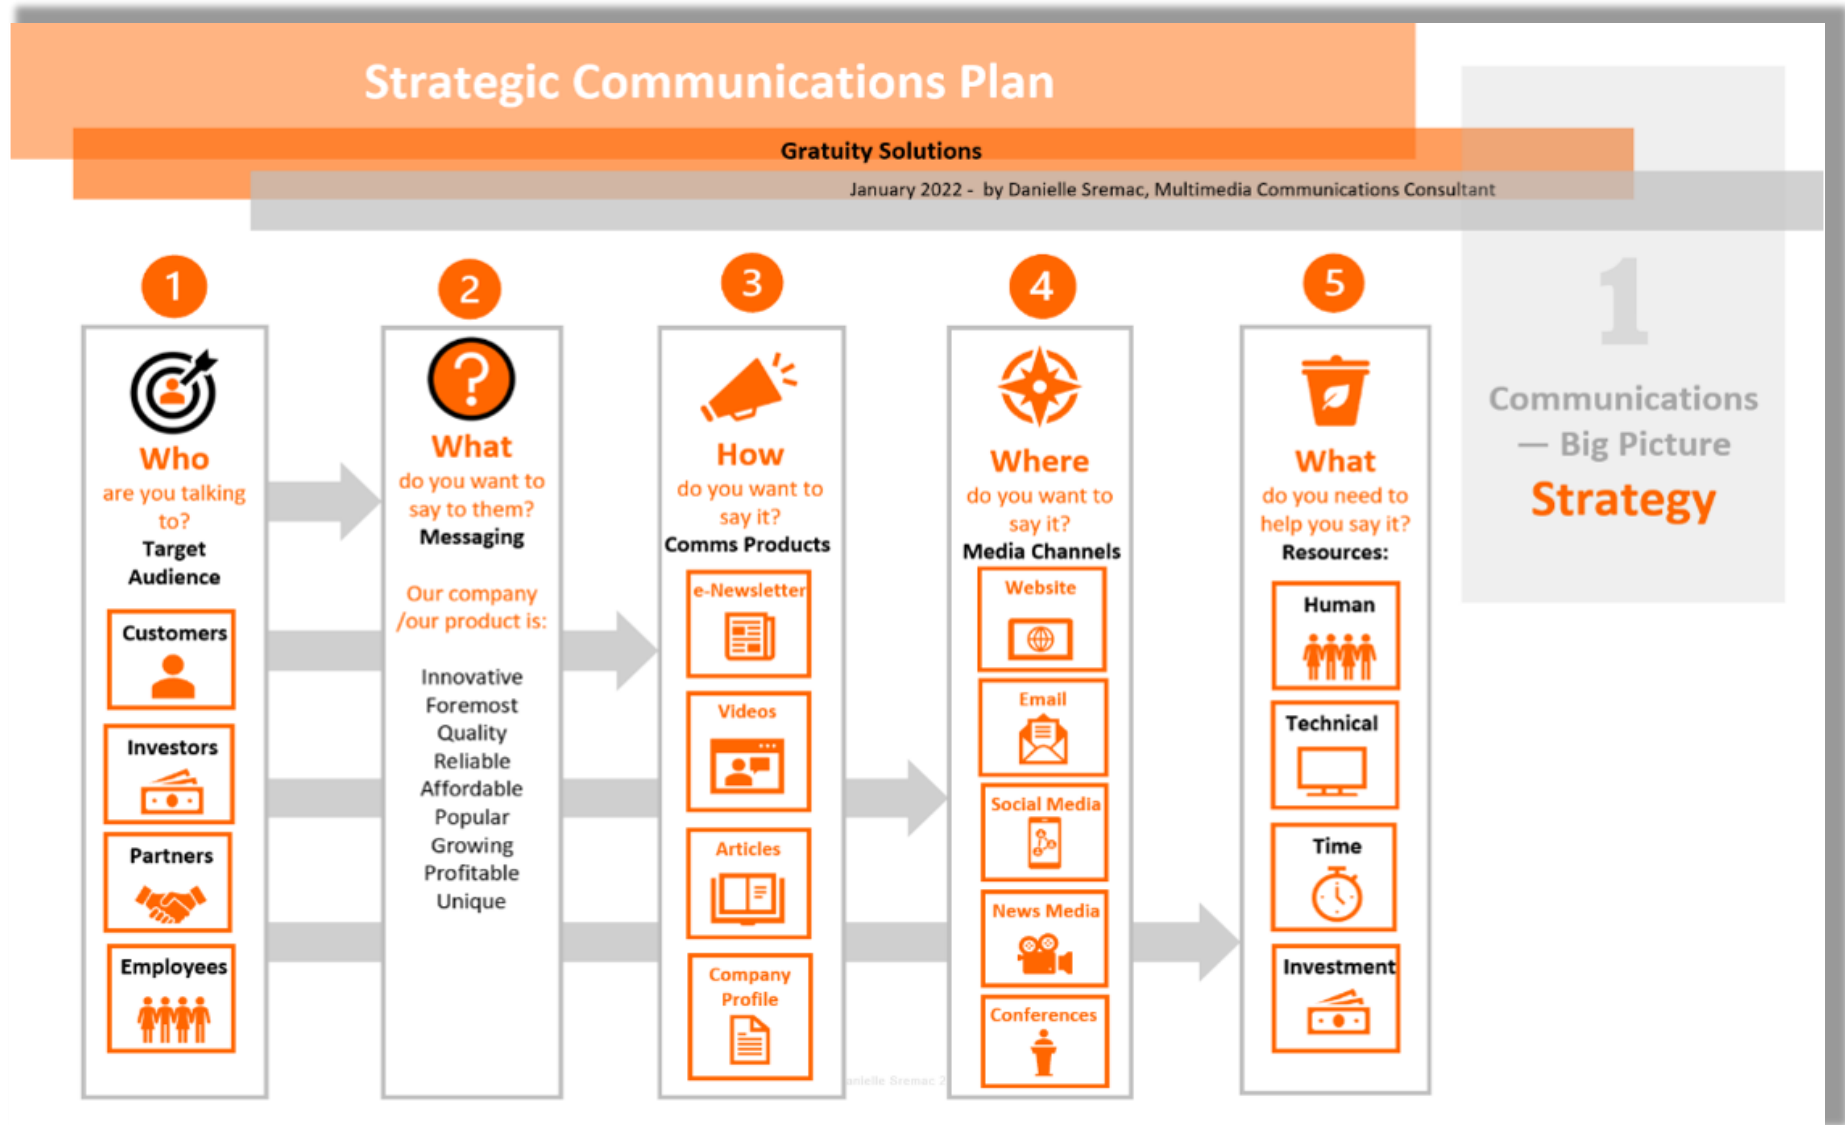 Strategic Communications Plan
Gratuity Solutions
January 2022 - by Danielle Sremac, Multimedia Communications Consultant
1
Communications
— Big Picture
Strategy
1
Who
are you talking
to?
Target
Audience
Customers
Investors
Partners
Employees
2
?
What
do you want to
say to them?
Messaging
Our company
/our product is:
Innovative
Foremost
Quality
Reliable
Affordable
Popular
Growing
Profitable
Unique
3
How
do you want to
say it?
Comms Products
e-Newsletter
Videos
Articles
Company
Profile
4
Where
do you want to
say it?
Media Channels
Website
Email
Social Media
News Media
Conferences
5
What
do you need to
help you say it?
Resources:
Human
Technical
Time
Investment
anielle Sremac 2